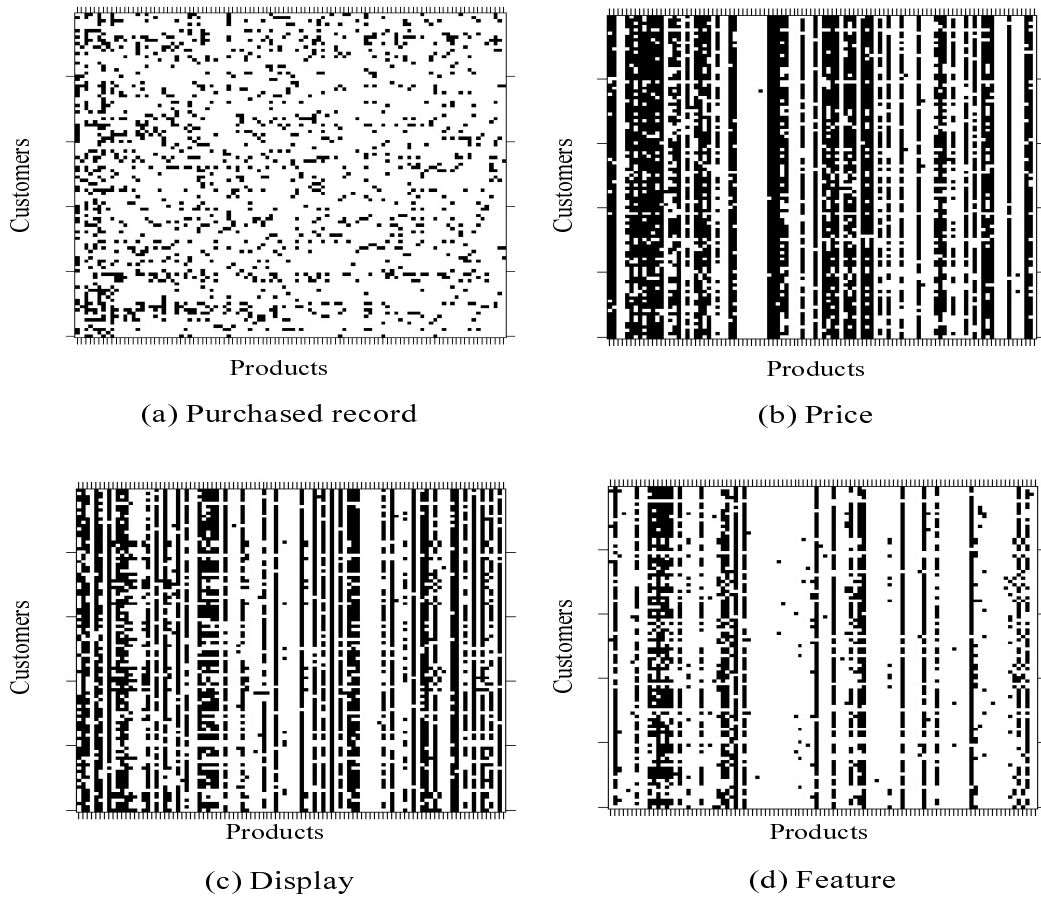 Customers
Products
(a) Purchased record
Customers
Products
(b) Price
Customers
Products
(c) Display
Customers
Products
(d) Feature